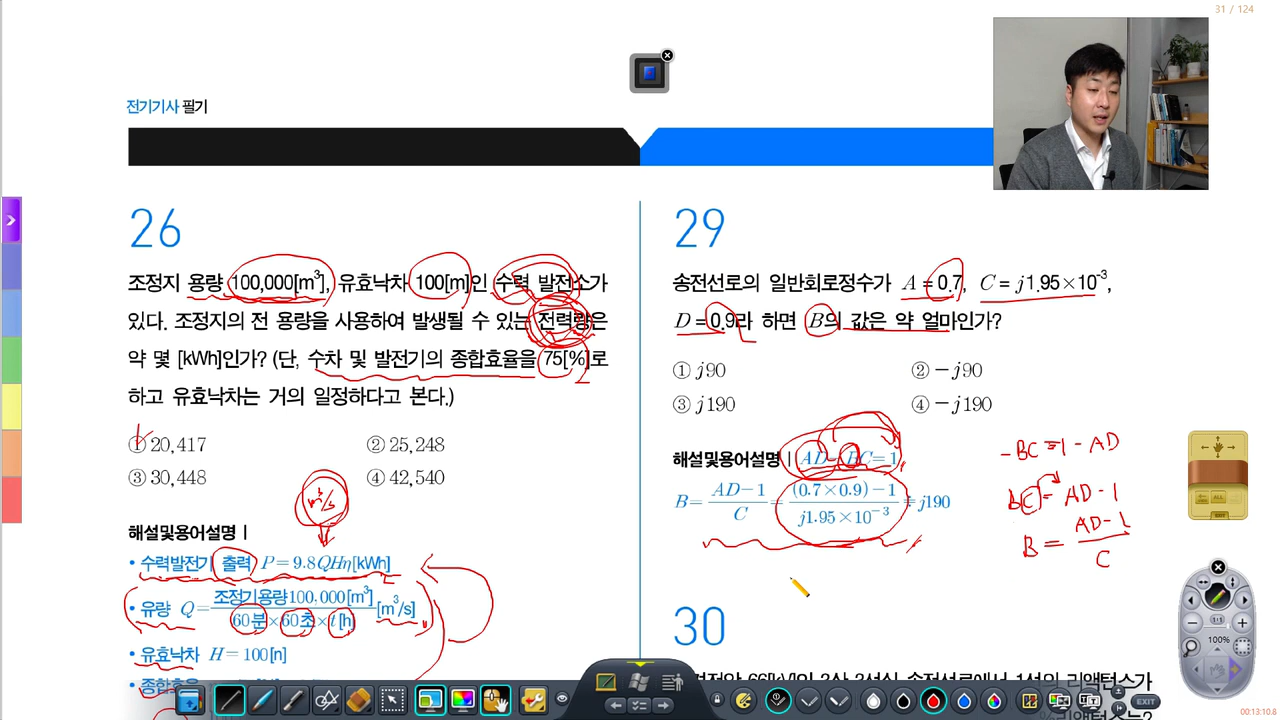 31 / 124
전기기사 필기
26
조정지 용량 100,000[m³], 유효낙차 100[m]인 수력 발전소가
있다. 조정지의 전 용량을 사용하여 발생될 수 있는 전력량은
약 몇 [kWh]인가? (단, 수차 및 발전기의 종합효율을 75[%]로
하고 유효낙차는 거의 일정하다고 본다.)
① 20,417 ② 25,248
③ 30,448 ④ 42,540
m³/s
해설및용어설명 |
• 수력발전기 출력 P = 9.8QHη[kWh]
• 유량 Q = 조정기용량100,000[m³] / 60분×60초×t[h] [m³/s]
• 유효낙차 H = 100[n]
29
송전선로의 일반회로정수가 A = 0.7, C = j1.95×10⁻³,
D = 0.9라 하면 B의 값은 약 얼마인가?
① j90 ② −j90
③ j190 ④ −j190
해설및용어설명 | AD − BC = 1
B = AD−1 / C = (0.7×0.9)−1 / j1.95×10⁻³ = j190
-BC = 1 - AD
BC = AD - 1
B = AD-1 / C
30
100%
EXIT
00:13:10.8